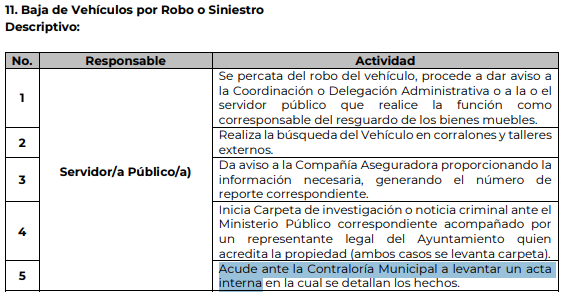 11. Baja de Vehículos por Robo o Siniestro
Descriptivo:
No. Responsable Actividad
1
Se percata del robo del vehículo, procede a dar aviso a
la Coordinación o Delegación Administrativa o a la o el
servidor público que realice la función como
corresponsable del resguardo de los bienes muebles.
2
Realiza la búsqueda del Vehículo en corralones y talleres
externos.
Servidor/a Público/a)
3
Da aviso a la Compañía Aseguradora proporcionando la
información necesaria, generando el número de
reporte correspondiente.
4
Inicia Carpeta de investigación o noticia criminal ante el
Ministerio Público correspondiente acompañado por
un representante legal del Ayuntamiento quien
acredita la propiedad (ambos casos se levanta carpeta).
5
Acude ante la Contraloría Municipal a levantar un acta
interna en la cual se detallan los hechos.